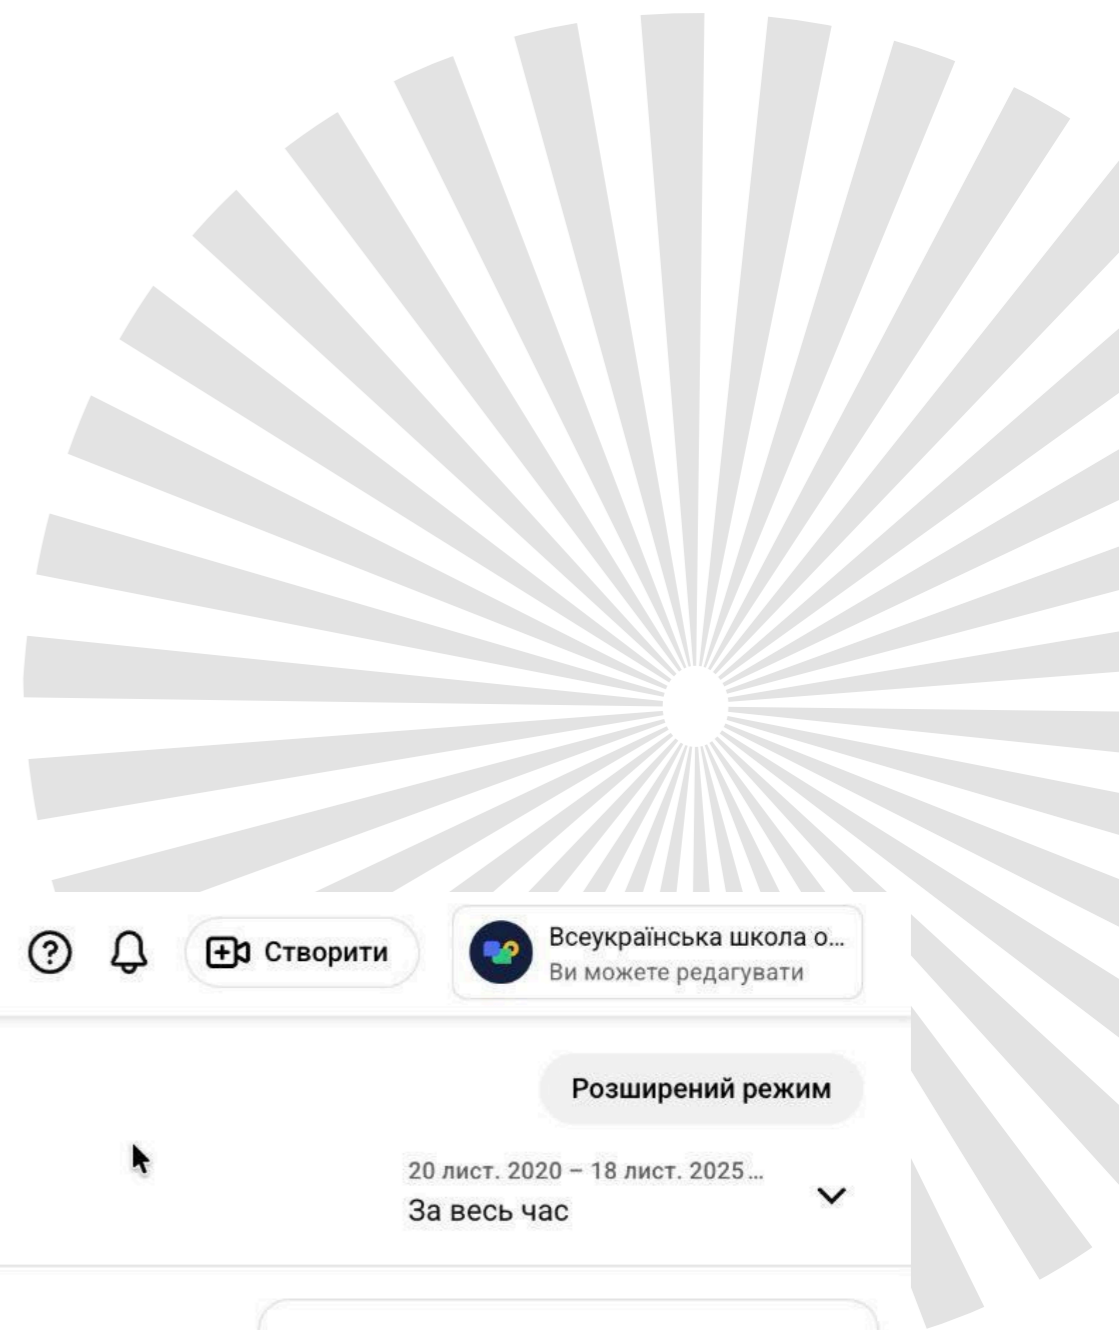 Створити
Всеукраїнська школа о...
Ви можете редагувати
Розширений режим
20 лист. 2020 – 18 лист. 2025...
За весь час